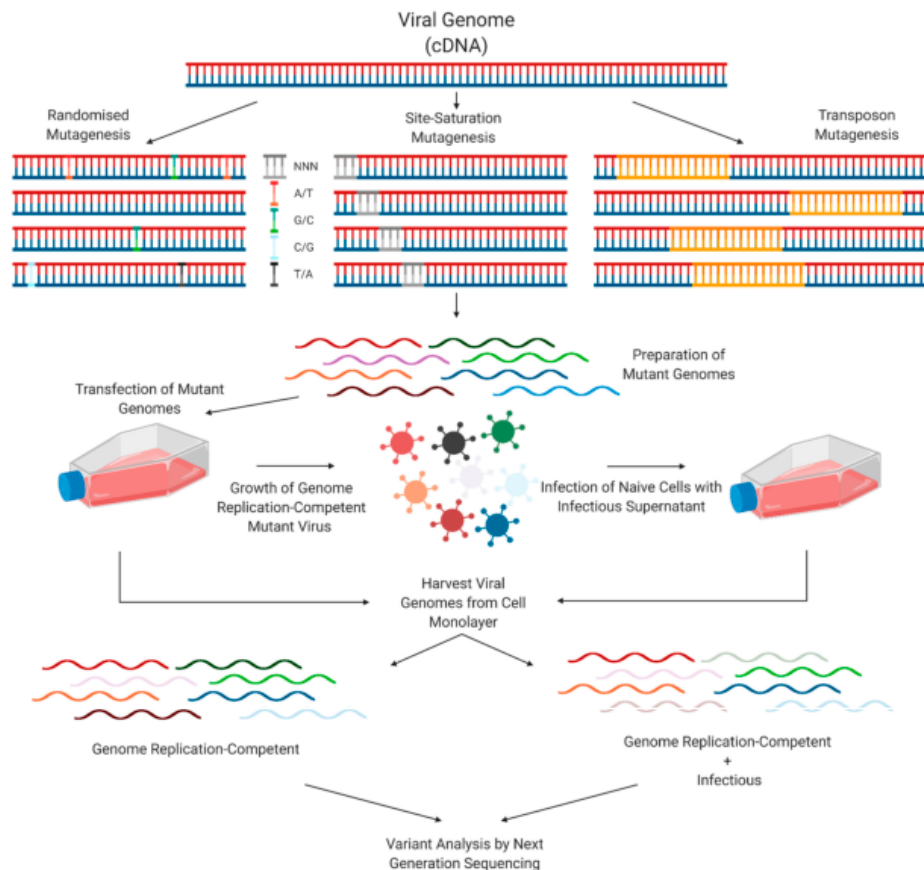 Viral Genome
(cDNA)
Randomised
Mutagenesis
Site-Saturation
Mutagenesis
Transposon
Mutagenesis
NNN
A/T
G/C
C/G
T/A
Preparation of
Mutant Genomes
Transfection of Mutant
Genomes
Growth of Genome
Replication-Competent
Mutant Virus
Infection of Naive Cells with
Infectious Supernatant
Harvest Viral
Genomes from Cell
Monolayer
Genome Replication-Competent
Genome Replication-Competent
+
Infectious
Variant Analysis by Next
Generation Sequencing